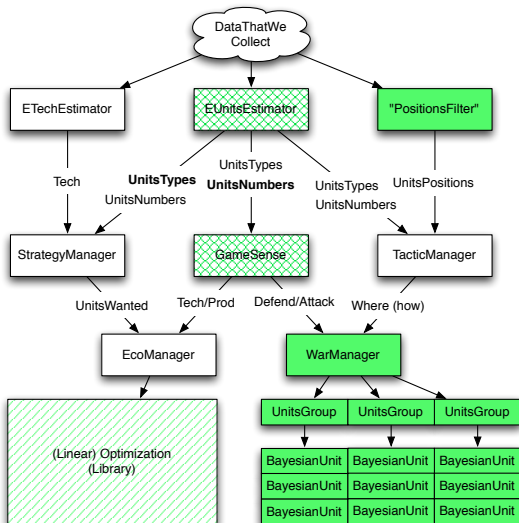 DataThatWe
Collect
ETechEstimator
EUnitsEstimator
"PositionsFilter"
Tech
UnitsTypes
UnitsNumbers
UnitsTypes
UnitsNumbers
UnitsTypes
UnitsNumbers
UnitsPositions
StrategyManager
GameSense
TacticManager
UnitsWanted
Tech/Prod
Defend/Attack
Where (how)
EcoManager
WarManager
(Linear) Optimization
(Library)
UnitsGroup
UnitsGroup
UnitsGroup
BayesianUnit
BayesianUnit
BayesianUnit
BayesianUnit
BayesianUnit
BayesianUnit
BayesianUnit
BayesianUnit
BayesianUnit